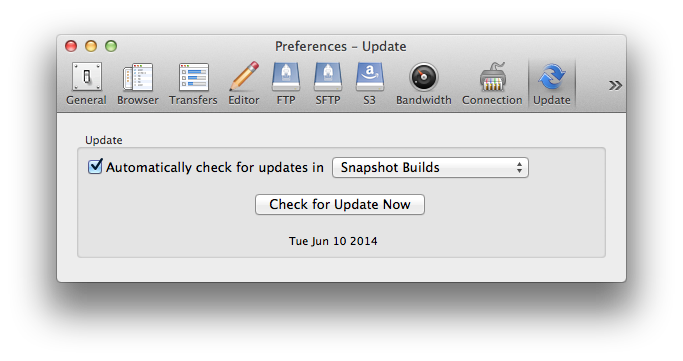 Preferences – Update
General Browser Transfers Editor FTP SFTP S3 Bandwidth Connection Update »
Update
Automatically check for updates in Snapshot Builds
Check for Update Now
Tue Jun 10 2014